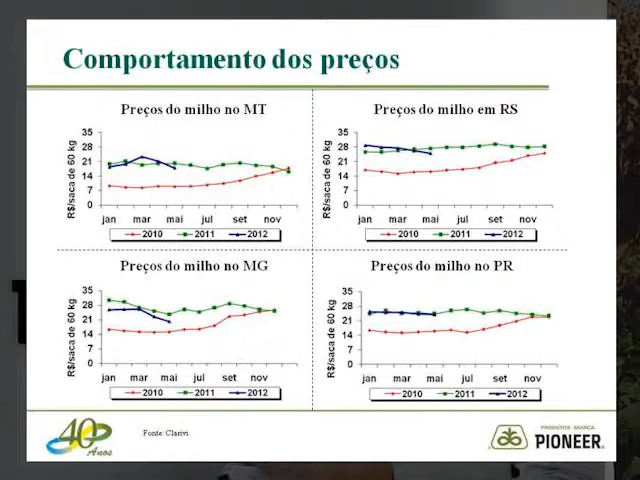 Comportamento dos preços
Preços do milho no MT
R$/saca de 60 kg
35
28
21
14
7
0
jan mar mai jul set nov
2010 2011 2012
Preços do milho em RS
R$/saca de 60 kg
35
28
21
14
7
0
jan mar mai jul set nov
2010 2011 2012
Preços do milho no MG
R$/saca de 60 kg
35
28
21
14
7
0
jan mar mai jul set nov
2010 2011 2012
Preços do milho no PR
R$/saca de 60 kg
35
28
21
14
7
0
jan mar mai jul set nov
2010 2011 2012
40
Anos
Fonte: Clarivi
PRODUTOS - MARCA
PIONEER